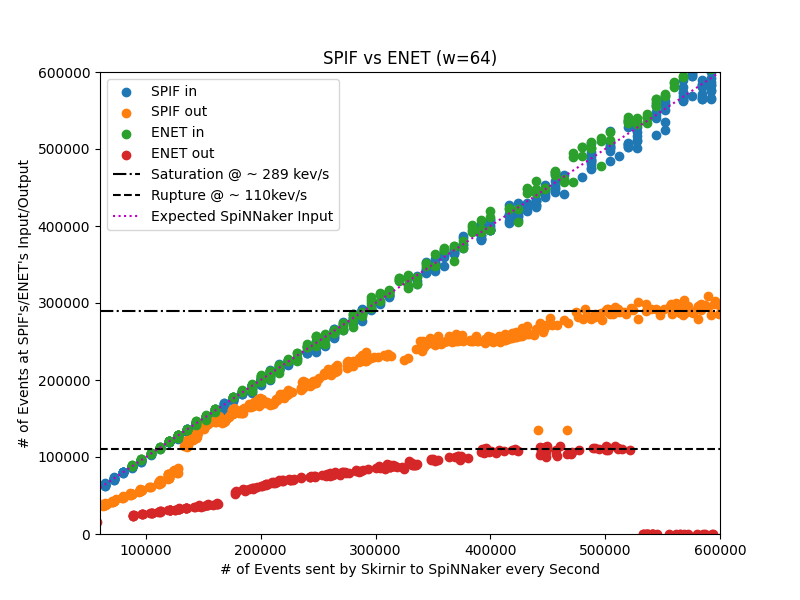 SPIF vs ENET (w=64)
# of Events at SPIF's/ENET's Input/Output
600000
500000
400000
300000
200000
100000
0
SPIF in
SPIF out
ENET in
ENET out
Saturation @ ~ 289 kev/s
Rupture @ ~ 110kev/s
Expected SpiNNaker Input
100000 200000 300000 400000 500000 600000
# of Events sent by Skirnir to SpiNNaker every Second